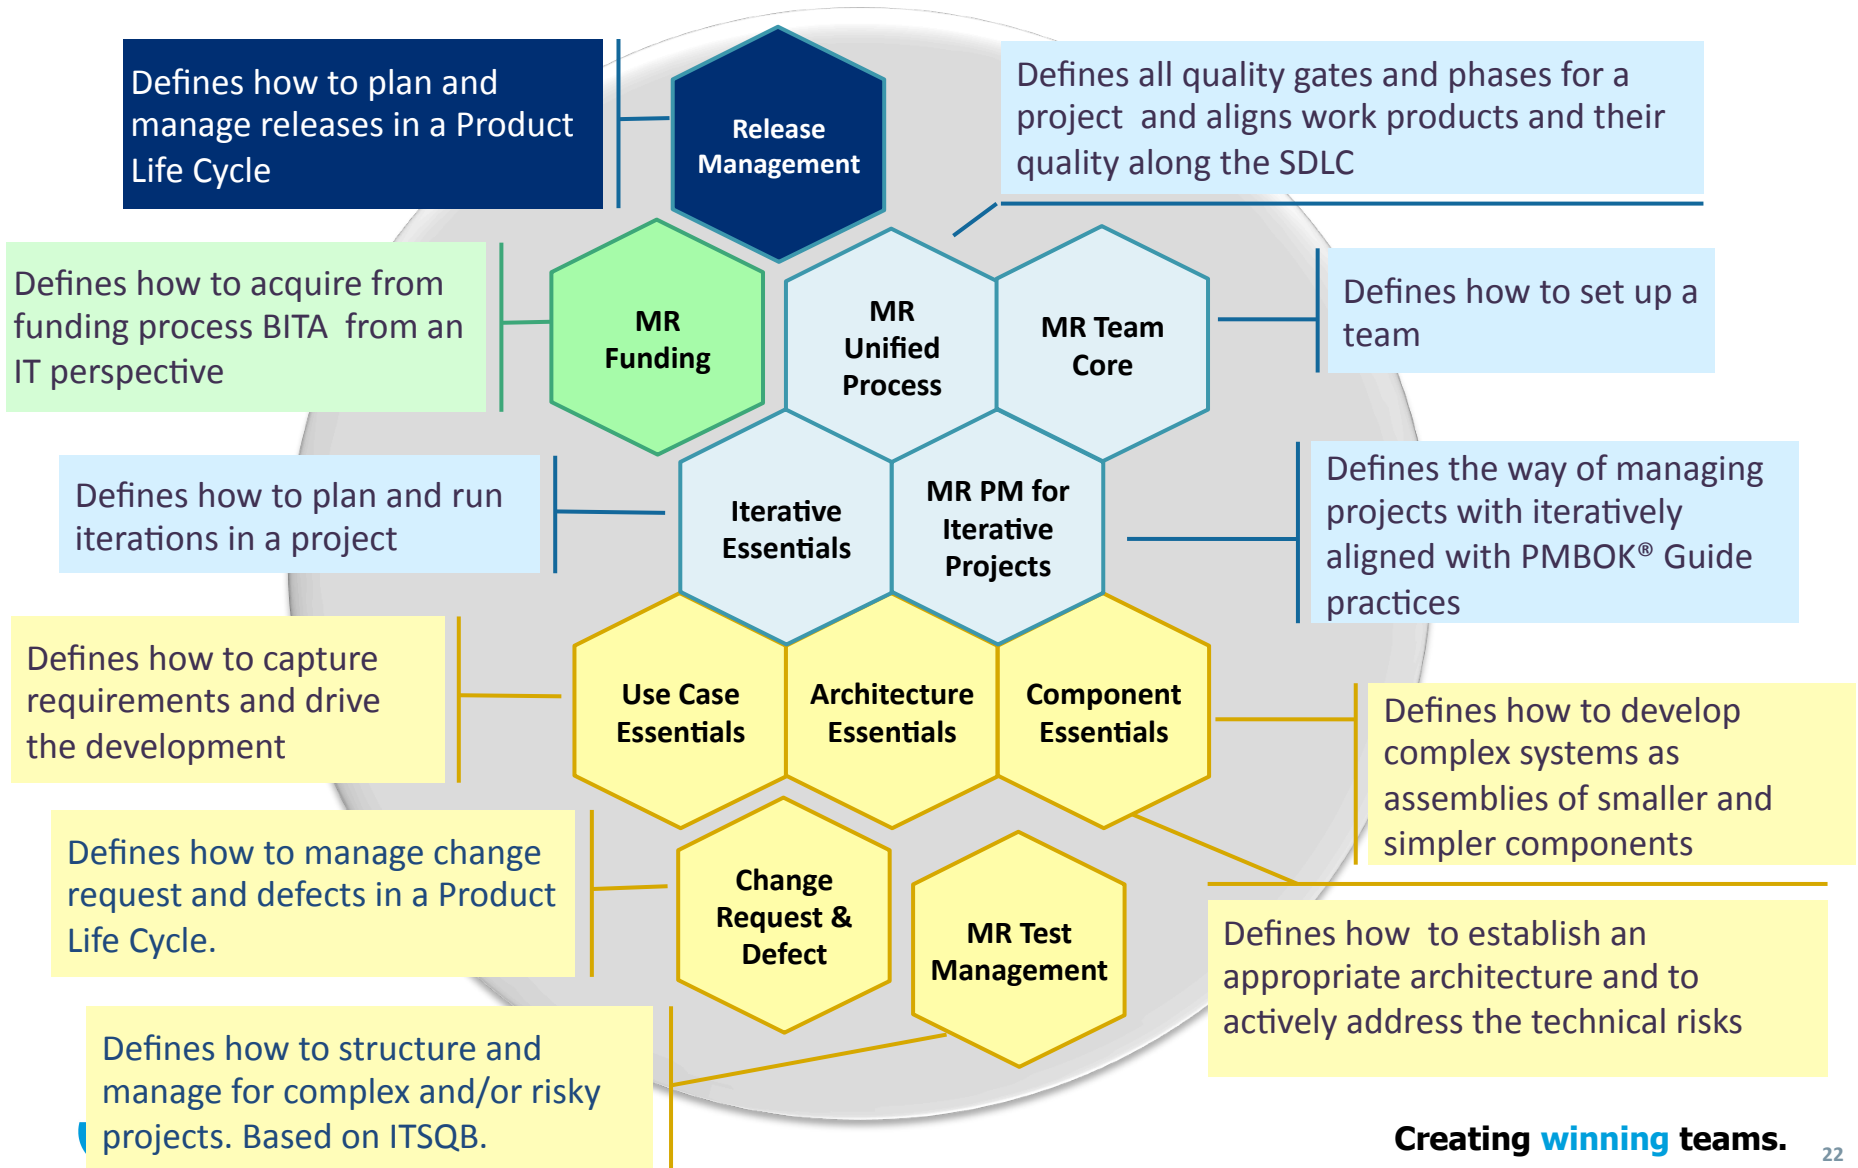 Defines how to plan and
manage releases in a Product
Life Cycle
Release
Management
Defines all quality gates and phases for a
project and aligns work products and their
quality along the SDLC
Defines how to acquire from
funding process BITA from an
IT perspective
MR
Funding
MR
Unified
Process
MR Team
Core
Defines how to set up a
team
Defines how to plan and run
iterations in a project
Iterative
Essentials
MR PM for
Iterative
Projects
Defines the way of managing
projects with iteratively
aligned with PMBOK® Guide
practices
Defines how to capture
requirements and drive
the development
Use Case
Essentials
Architecture
Essentials
Component
Essentials
Defines how to develop
complex systems as
assemblies of smaller and
simpler components
Defines how to manage change
request and defects in a Product
Life Cycle.
Change
Request &
Defect
MR Test
Management
Defines how to establish an
appropriate architecture and to
actively address the technical risks
Defines how to structure and
manage for complex and/or risky
projects. Based on ITSQB.
Creating winning teams.
22